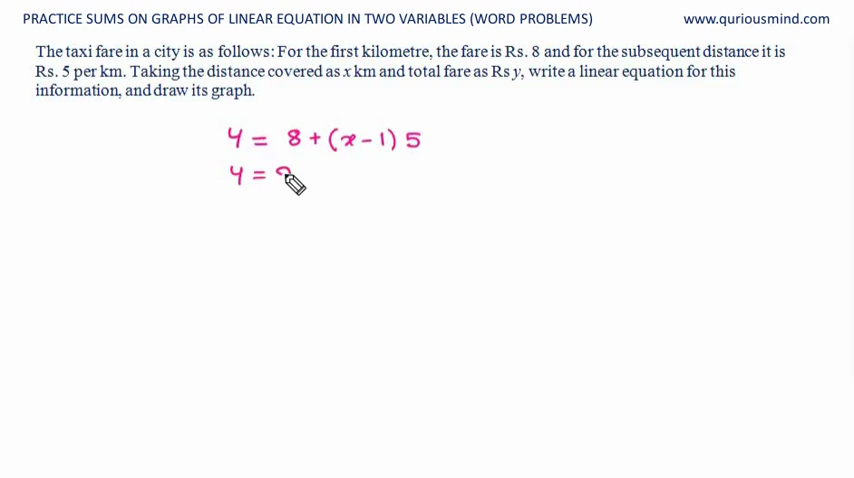 PRACTICE SUMS ON GRAPHS OF LINEAR EQUATION IN TWO VARIABLES (WORD PROBLEMS) www.quriousmind.com
The taxi fare in a city is as follows: For the first kilometre, the fare is Rs. 8 and for the subsequent distance it is
Rs. 5 per km. Taking the distance covered as x km and total fare as Rs y, write a linear equation for this
information, and draw its graph.
y = 8 + (x - 1) 5
y =